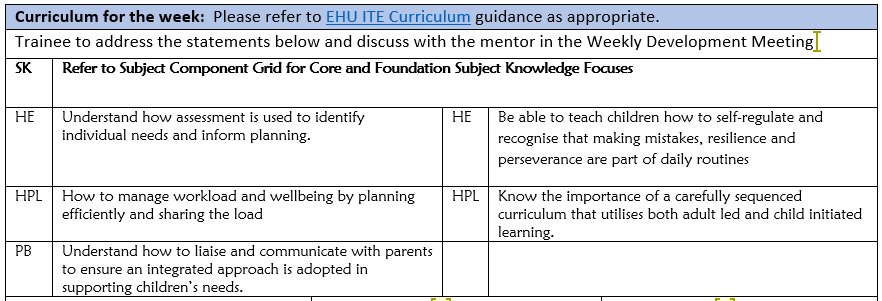 Curriculum for the week: Please refer to EHU ITE Curriculum guidance as appropriate.
Trainee to address the statements below and discuss with the mentor in the Weekly Development Meeting
SK Refer to Subject Component Grid for Core and Foundation Subject Knowledge Focuses
HE Understand how assessment is used to identify
individual needs and inform planning.
HE Be able to teach children how to self-regulate and
recognise that making mistakes, resilience and
perseverance are part of daily routines
HPL How to manage workload and wellbeing by planning
efficiently and sharing the load
HPL Know the importance of a carefully sequenced
curriculum that utilises both adult led and child initiated
learning.
PB Understand how to liaise and communicate with parents
to ensure an integrated approach is adopted in
supporting children's needs.